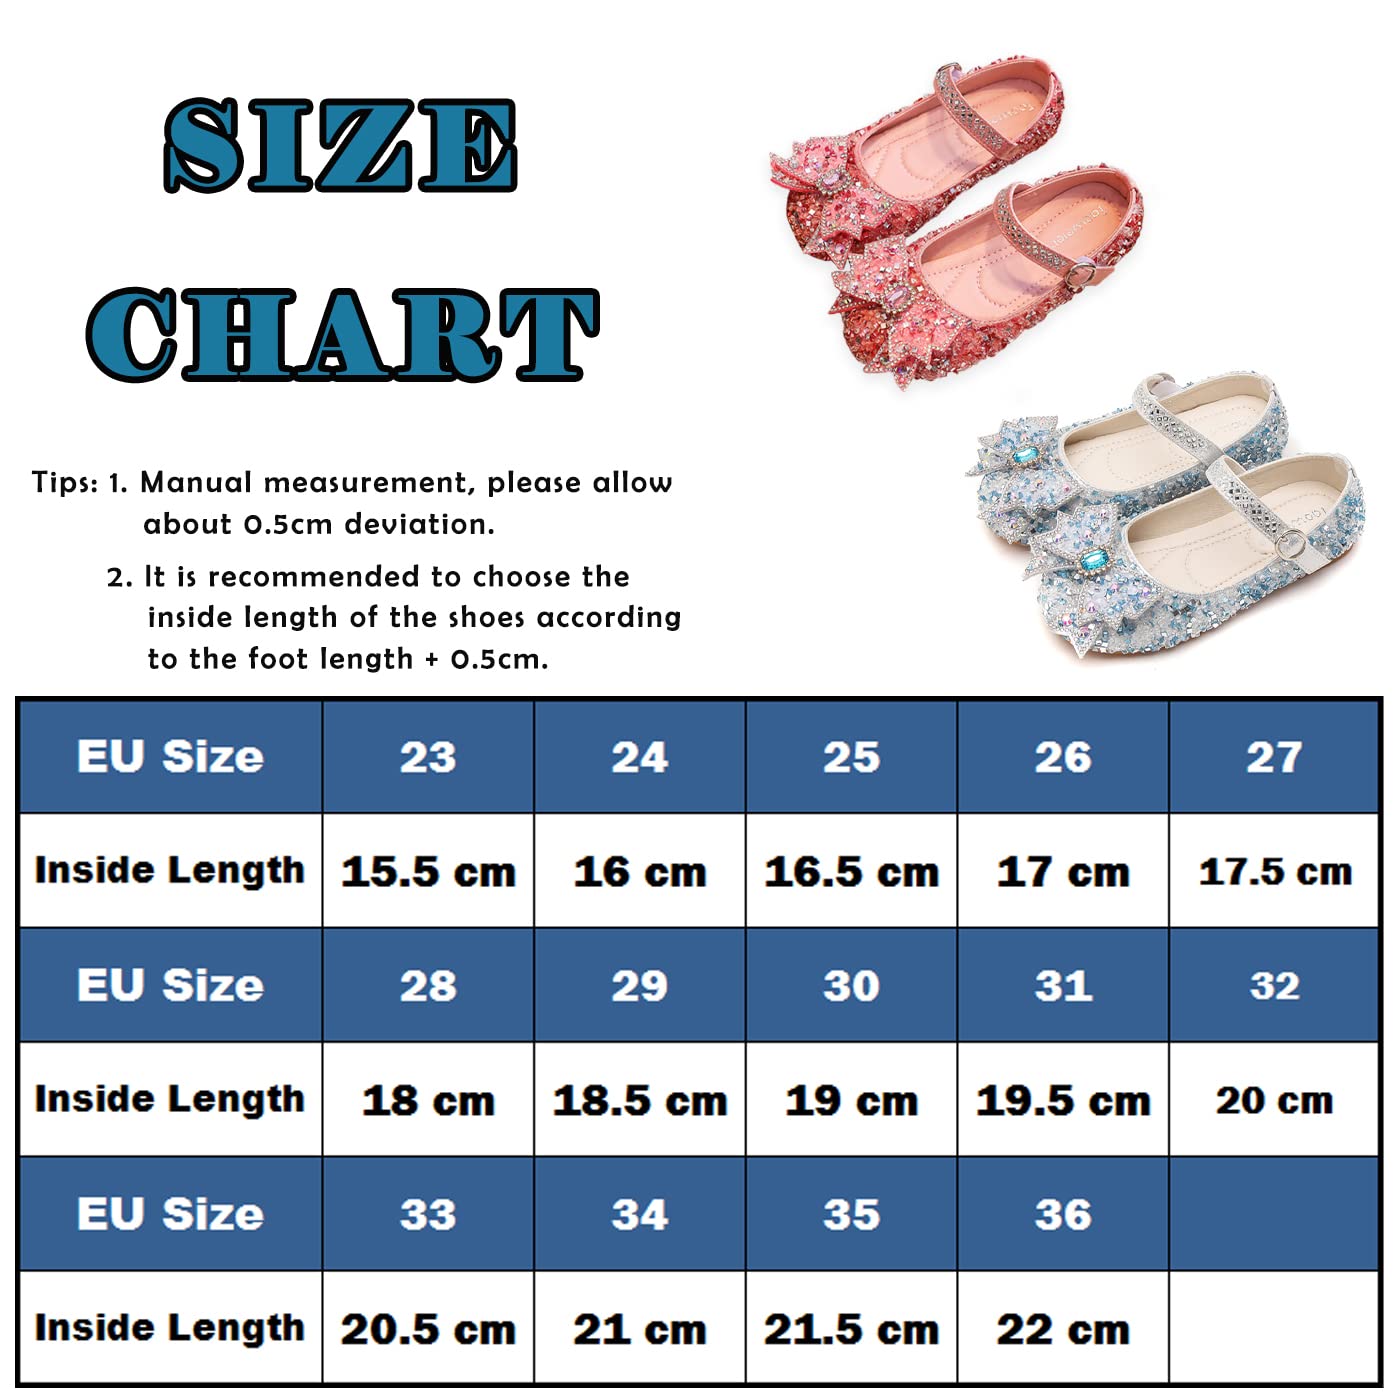 SIZE
CHART
Tips: 1. Manual measurement, please allow
about 0.5cm deviation.
2. It is recommended to choose the
inside length of the shoes according
to the foot length + 0.5cm.
EU Size 23 24 25 26 27
Inside Length 15.5 cm 16 cm 16.5 cm 17 cm 17.5 cm
EU Size 28 29 30 31 32
Inside Length 18 cm 18.5 cm 19 cm 19.5 cm 20 cm
EU Size 33 34 35 36
Inside Length 20.5 cm 21 cm 21.5 cm 22 cm